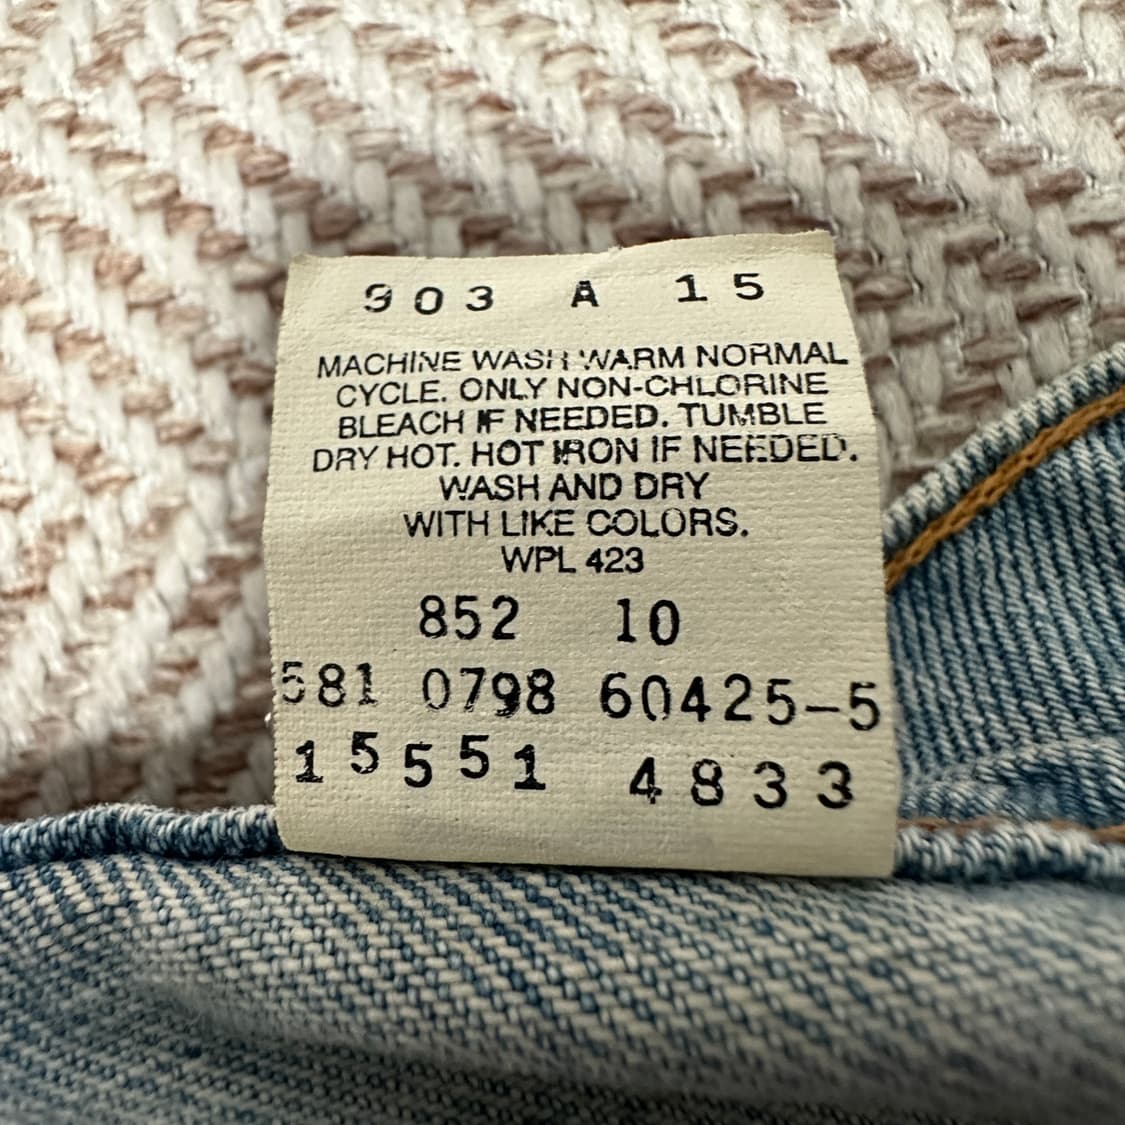 903 A 15
MACHINE WASH WARM NORMAL
CYCLE. ONLY NON-CHLORINE
BLEACH IF NEEDED. TUMBLE
DRY HOT. HOT IRON IF NEEDED.
WASH AND DRY
WITH LIKE COLORS.
WPL 423
852 10
581 0798 60425-5
15551 4833